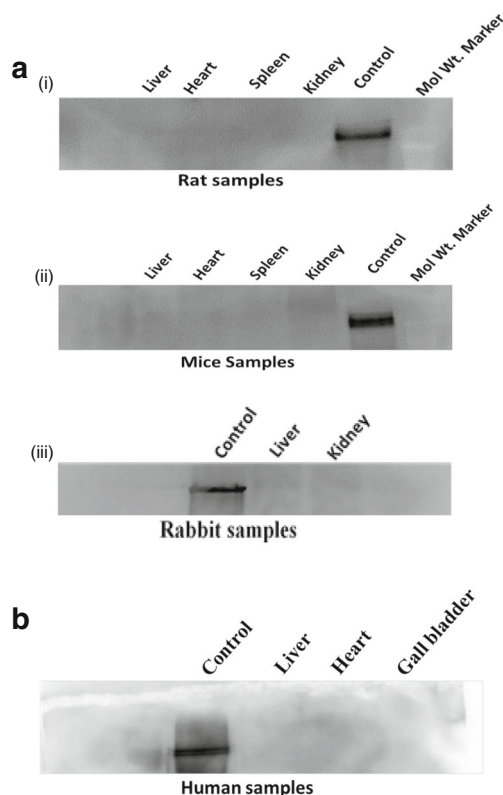 a
(i)
Liver Heart Spleen Kidney Control Mol Wt. Marker
Rat samples
(ii)
Liver Heart Spleen Kidney Control Mol Wt. Marker
Mice Samples
(iii)
Control Liver Kidney
Rabbit samples
b
Control Liver Heart Gall bladder
Human samples